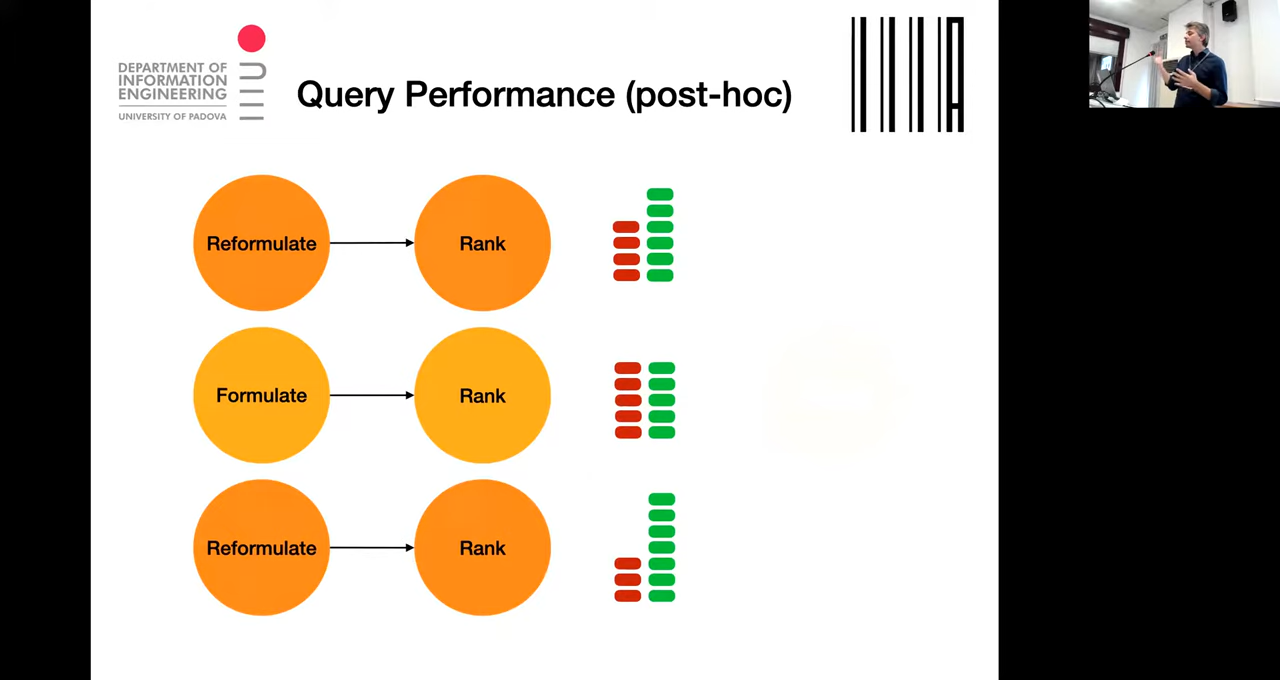 DEPARTMENT OF
INFORMATION
ENGINEERING
UNIVERSITY OF PADOVA
Query Performance (post-hoc)
Reformulate
Rank
Formulate
Rank
Reformulate
Rank